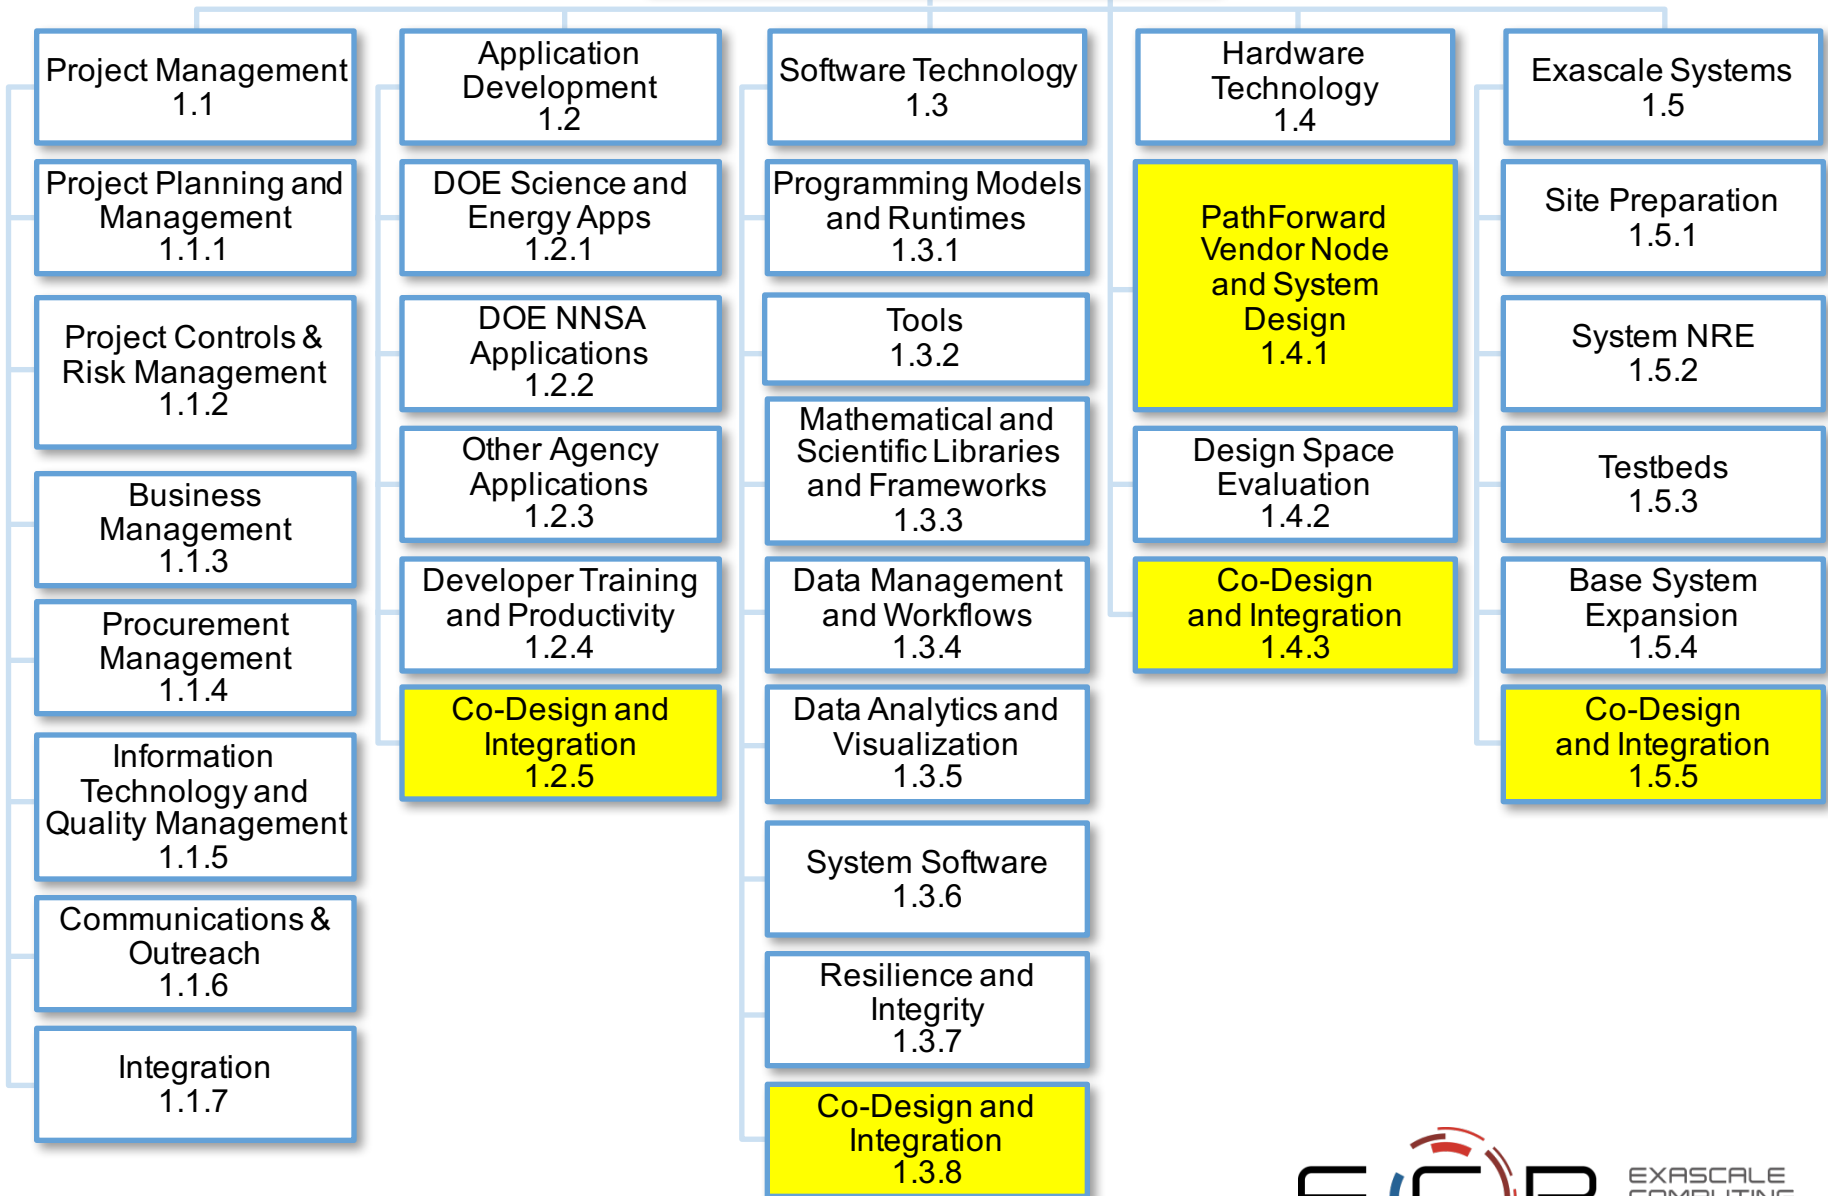 Project Management
1.1
Project Planning and
Management
1.1.1
Project Controls &
Risk Management
1.1.2
Business
Management
1.1.3
Procurement
Management
1.1.4
Information
Technology and
Quality Management
1.1.5
Communications &
Outreach
1.1.6
Integration
1.1.7
Application
Development
1.2
DOE Science and
Energy Apps
1.2.1
DOE NNSA
Applications
1.2.2
Other Agency
Applications
1.2.3
Developer Training
and Productivity
1.2.4
Co-Design and
Integration
1.2.5
Software Technology
1.3
Programming Models
and Runtimes
1.3.1
Tools
1.3.2
Mathematical and
Scientific Libraries
and Frameworks
1.3.3
Data Management
and Workflows
1.3.4
Data Analytics and
Visualization
1.3.5
System Software
1.3.6
Resilience and
Integrity
1.3.7
Co-Design and
Integration
1.3.8
Hardware
Technology
1.4
PathForward
Vendor Node
and System
Design
1.4.1
Design Space
Evaluation
1.4.2
Co-Design
and Integration
1.4.3
Exascale Systems
1.5
Site Preparation
1.5.1
System NRE
1.5.2
Testbeds
1.5.3
Base System
Expansion
1.5.4
Co-Design
and Integration
1.5.5
ECP
EXASCALE
COMPUTING